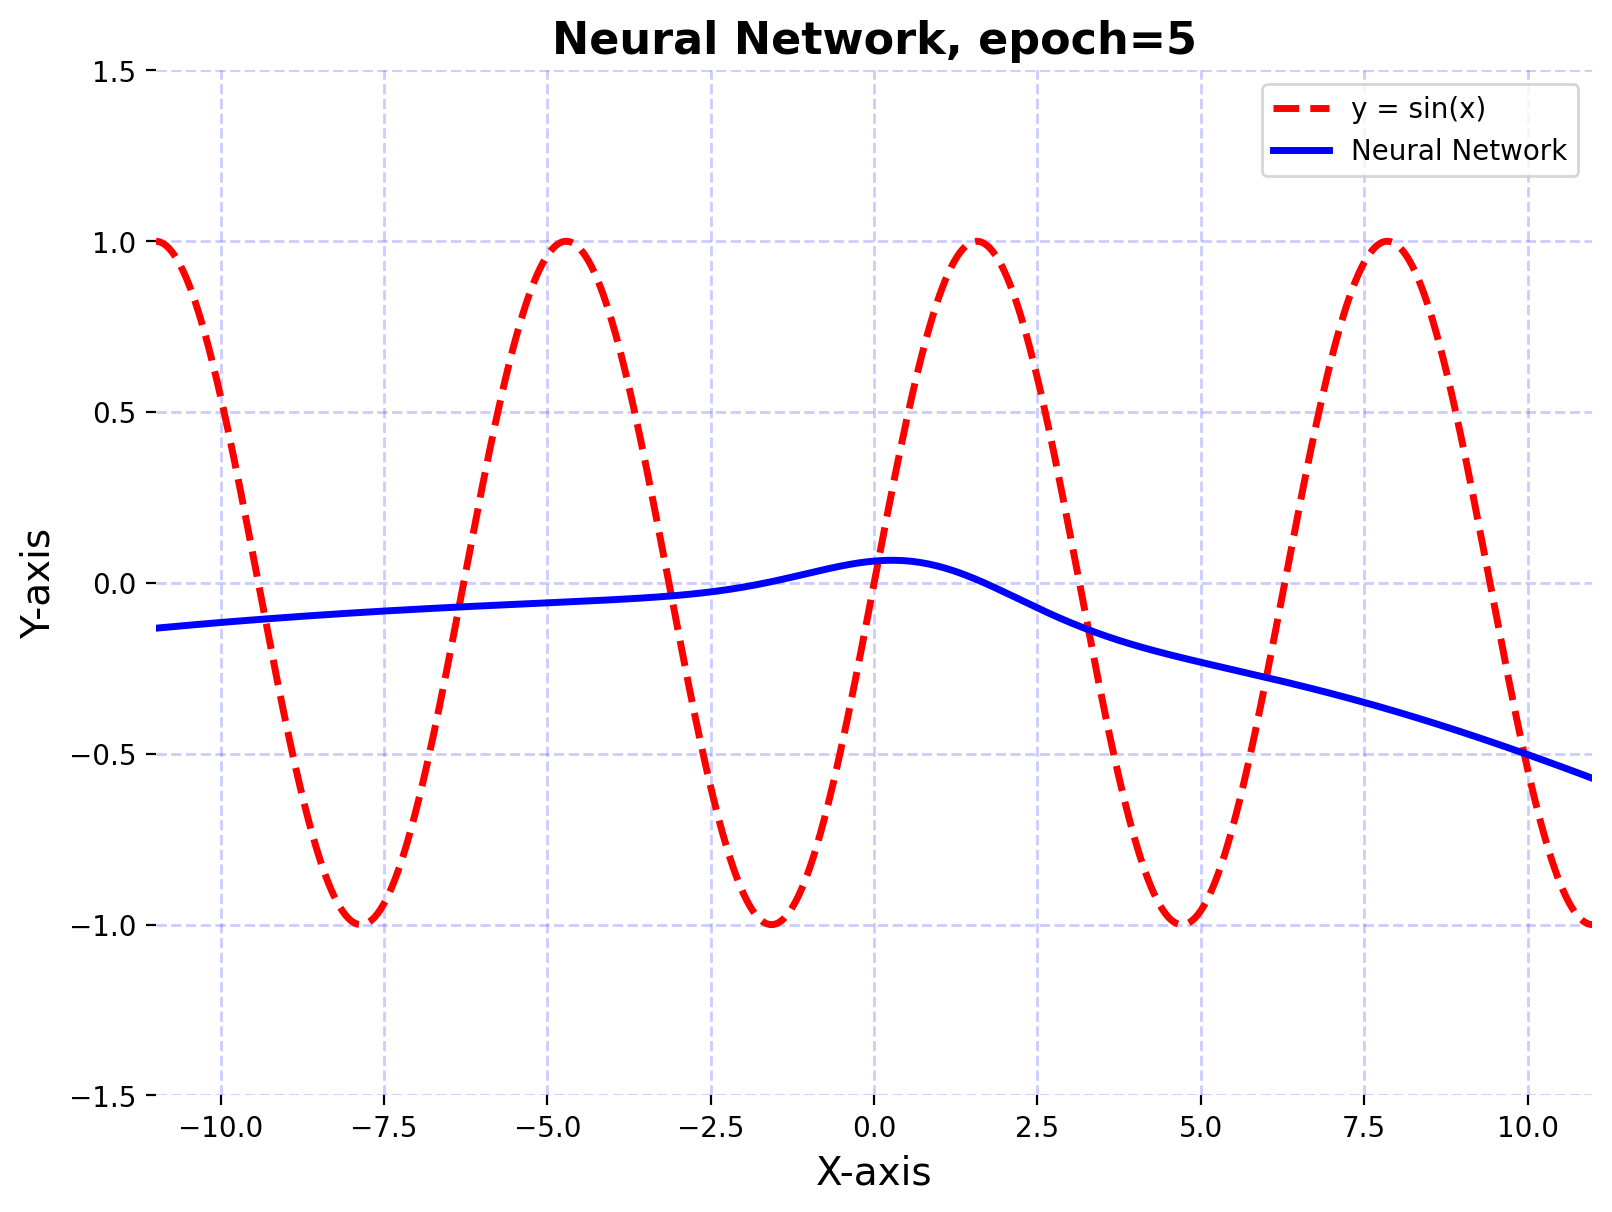 Neural Network, epoch=5
y = sin(x)
Neural Network
1.5
1.0
0.5
0.0
−0.5
−1.0
−1.5
Y-axis
−10.0 −7.5 −5.0 −2.5 0.0 2.5 5.0 7.5 10.0
X-axis